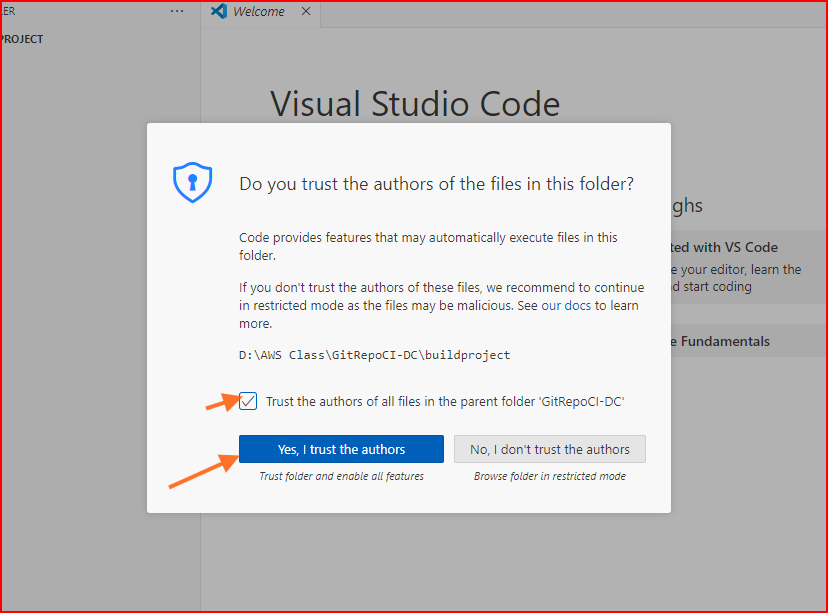 ER
···
Welcome
PROJECT
Visual Studio Code
Do you trust the authors of the files in this folder?
ghs
Code provides features that may automatically execute files in this
folder.
ted with VS Code
e your editor, learn the
d start coding
If you don't trust the authors of these files, we recommend to continue
in restricted mode as the files may be malicious. See our docs to learn
more.
e Fundamentals
D:\AWS Class\GitRepoCI-DC\buildproject
Trust the authors of all files in the parent folder 'GitRepoCI-DC'
Yes, I trust the authors
No, I don't trust the authors
Trust folder and enable all features
Browse folder in restricted mode